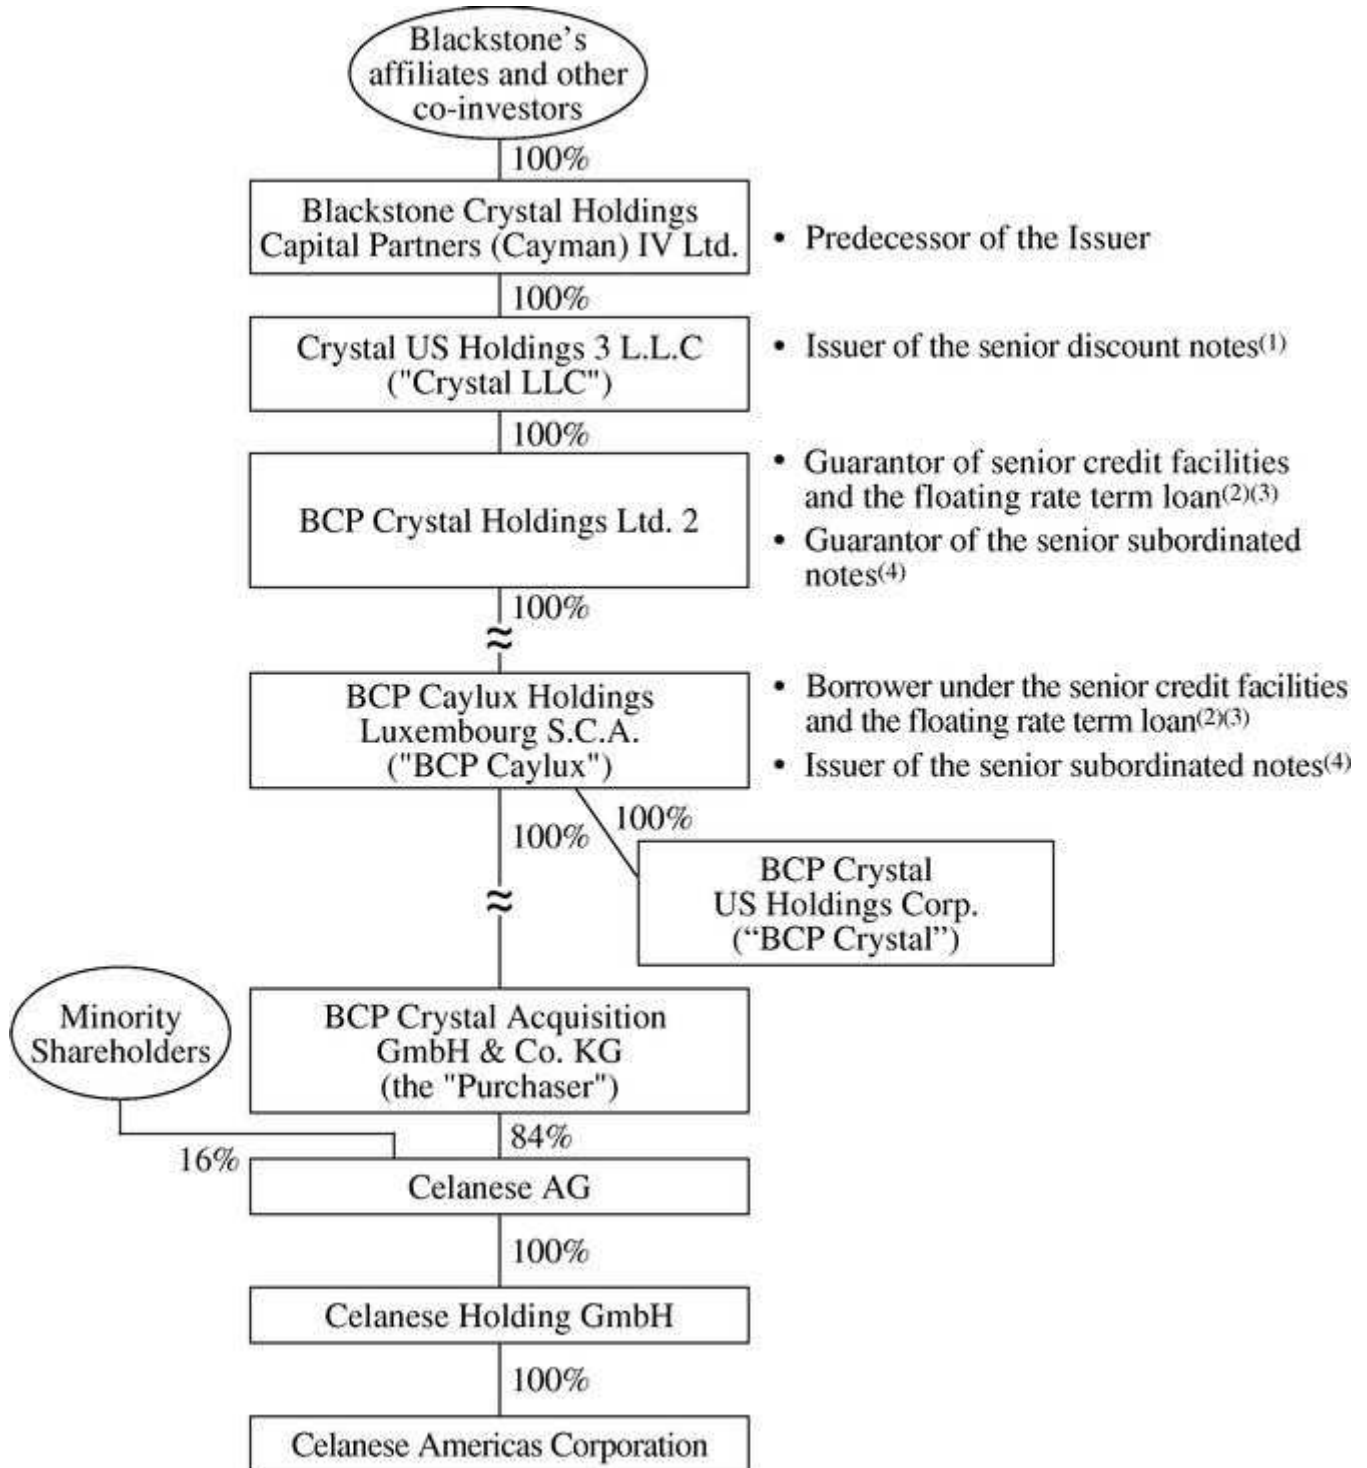 Blackstone's
affiliates and other
co-investors
100%
Blackstone Crystal Holdings
Capital Partners (Cayman) IV Ltd.
• Predecessor of the Issuer
100%
Crystal US Holdings 3 L.L.C
("Crystal LLC")
• Issuer of the senior discount notes(1)
100%
BCP Crystal Holdings Ltd. 2
• Guarantor of senior credit facilities
and the floating rate term loan(2)(3)
• Guarantor of the senior subordinated
notes(4)
100%
≈
BCP Caylux Holdings
Luxembourg S.C.A.
("BCP Caylux")
• Borrower under the senior credit facilities
and the floating rate term loan(2)(3)
• Issuer of the senior subordinated notes(4)
100%
100%
BCP Crystal
US Holdings Corp.
(“BCP Crystal”)
≈
Minority
Shareholders
BCP Crystal Acquisition
GmbH & Co. KG
(the "Purchaser")
84%
16%
Celanese AG
100%
Celanese Holding GmbH
100%
Celanese Americas Corporation